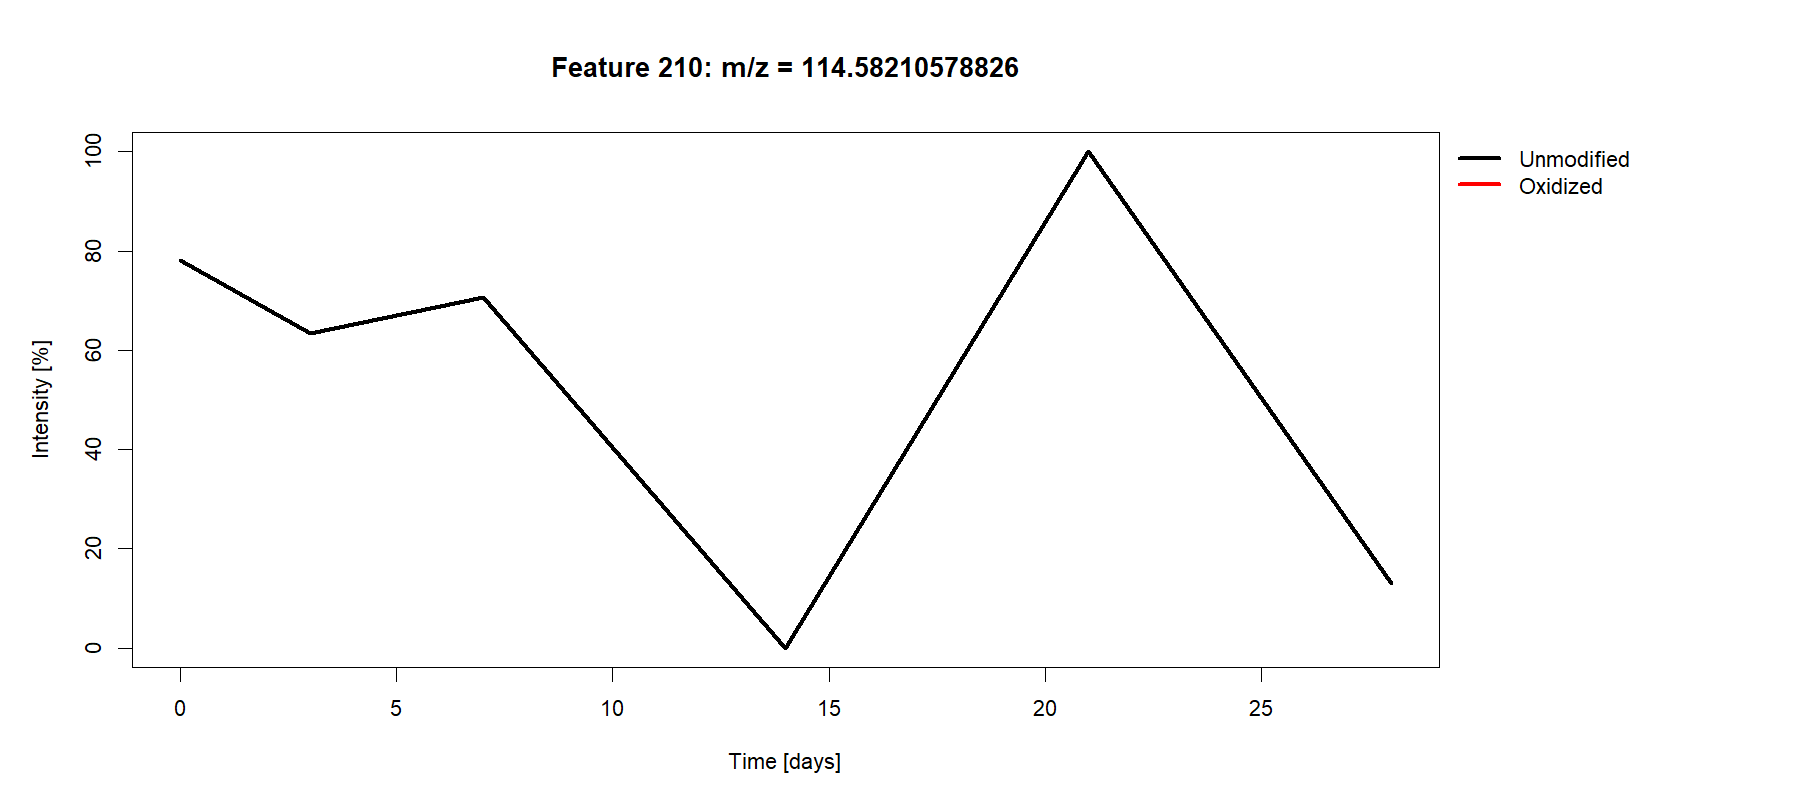 Feature 210: m/z = 114.58210578826
Unmodified
Oxidized
Intensity [%]
100
80
60
40
20
0
0 5 10 15 20 25
Time [days]